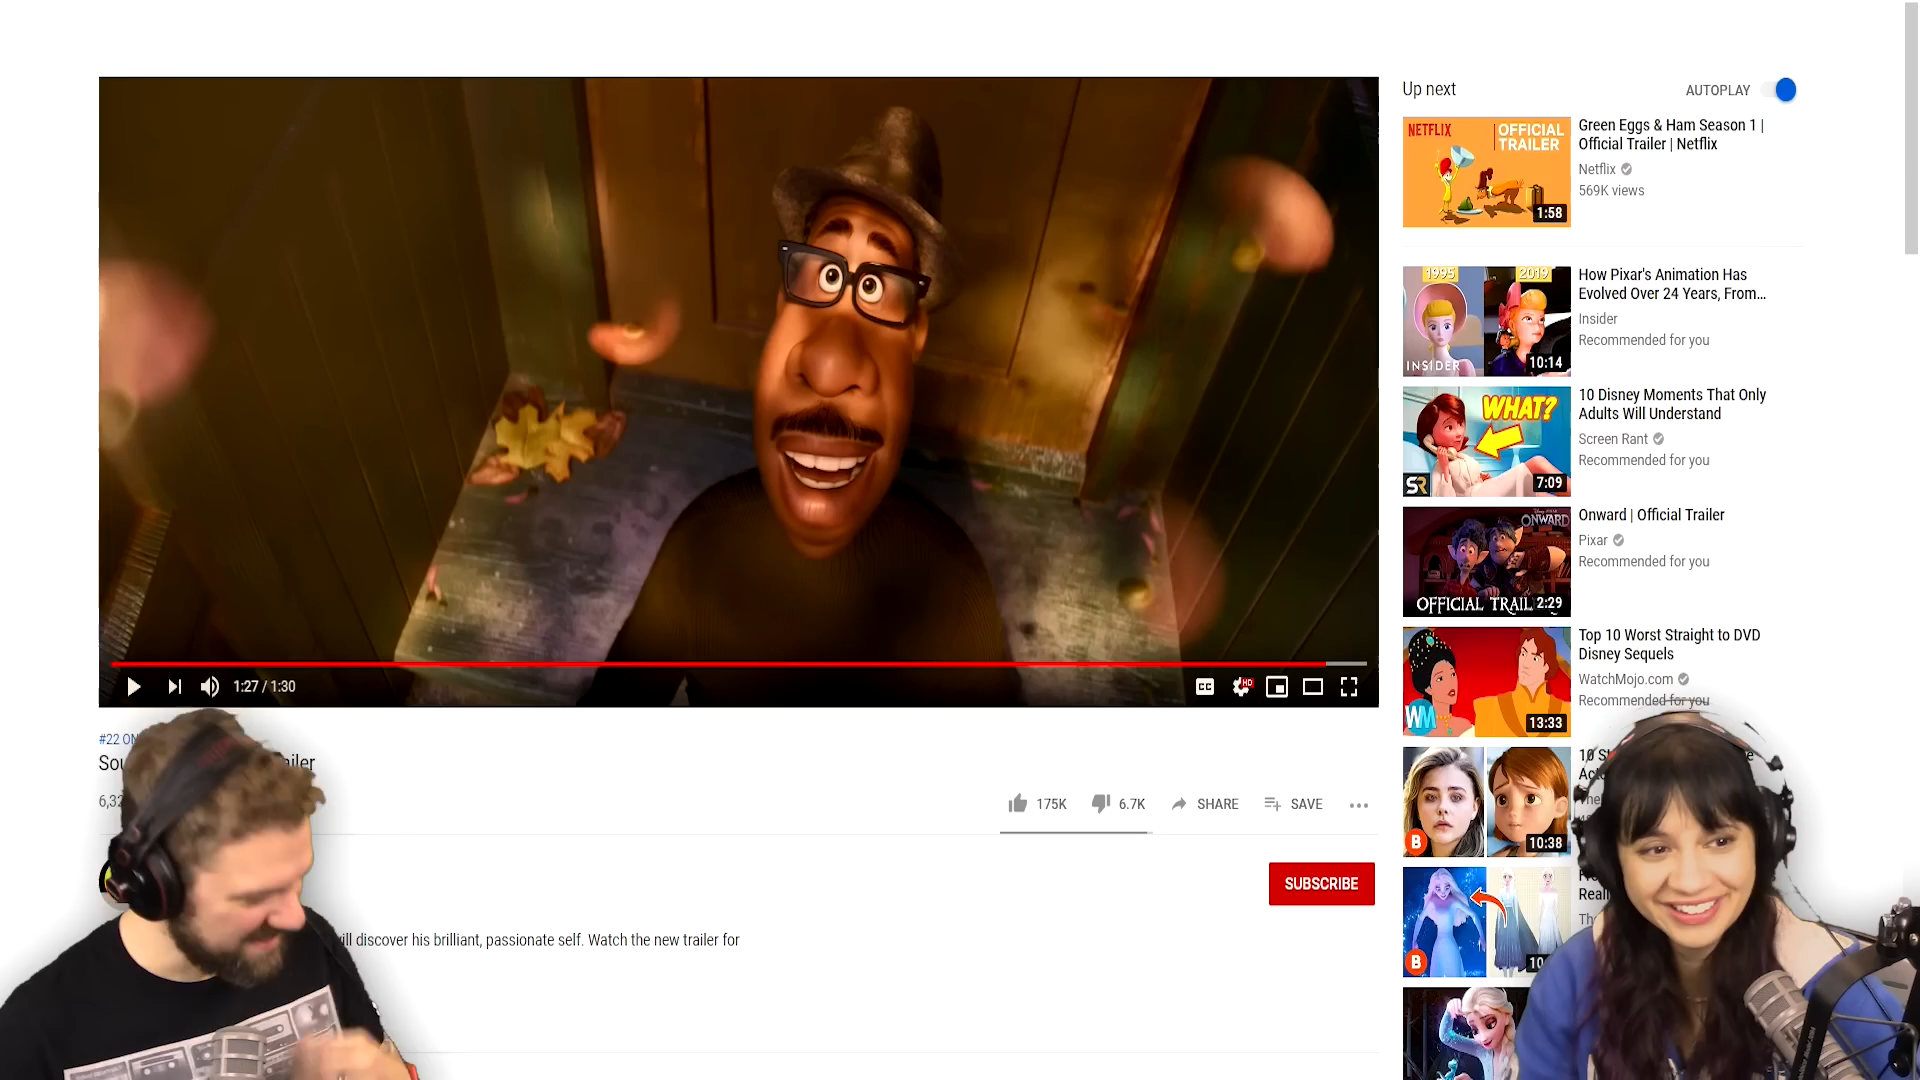 Up next
AUTOPLAY
NETFLIX
OFFICIAL
TRAILER
1:58
Green Eggs & Ham Season 1 |
Official Trailer | Netflix
Netflix
569K views
1995
2019
INSIDER
10:14
How Pixar's Animation Has
Evolved Over 24 Years, From...
Insider
Recommended for you
WHAT?
SR
7:09
10 Disney Moments That Only
Adults Will Understand
Screen Rant
Recommended for you
ONWARD
OFFICIAL
2:29
Onward | Official Trailer
Pixar
Recommended for you
WM
13:33
Top 10 Worst Straight to DVD
Disney Sequels
WatchMojo.com
Recommended for you
B
10:38
10
B
1:27 / 1:30
CC
HD
#22 ON
175K
6.7K
SHARE
SAVE
SUBSCRIBE
discover his brilliant, passionate self. Watch the new trailer for